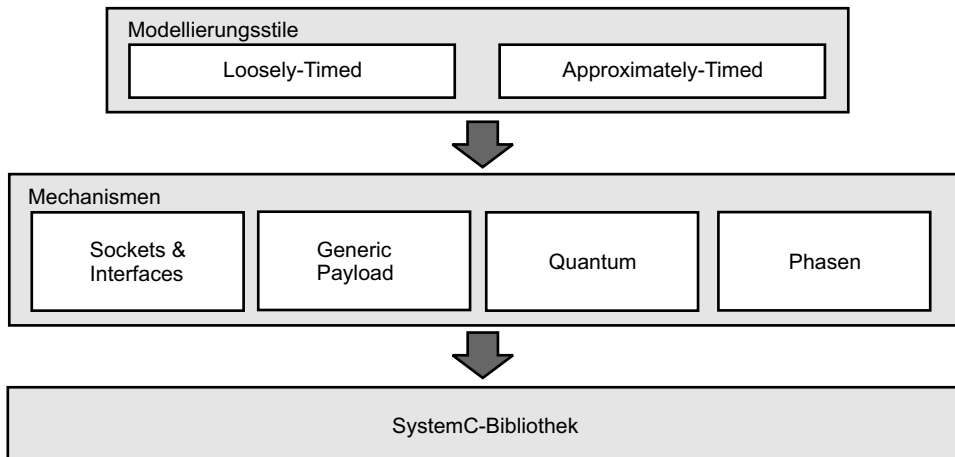 Modellierungsstile
Loosely-Timed
Approximately-Timed
Mechanismen
Sockets &
Interfaces
Generic
Payload
Quantum
Phasen
SystemC-Bibliothek